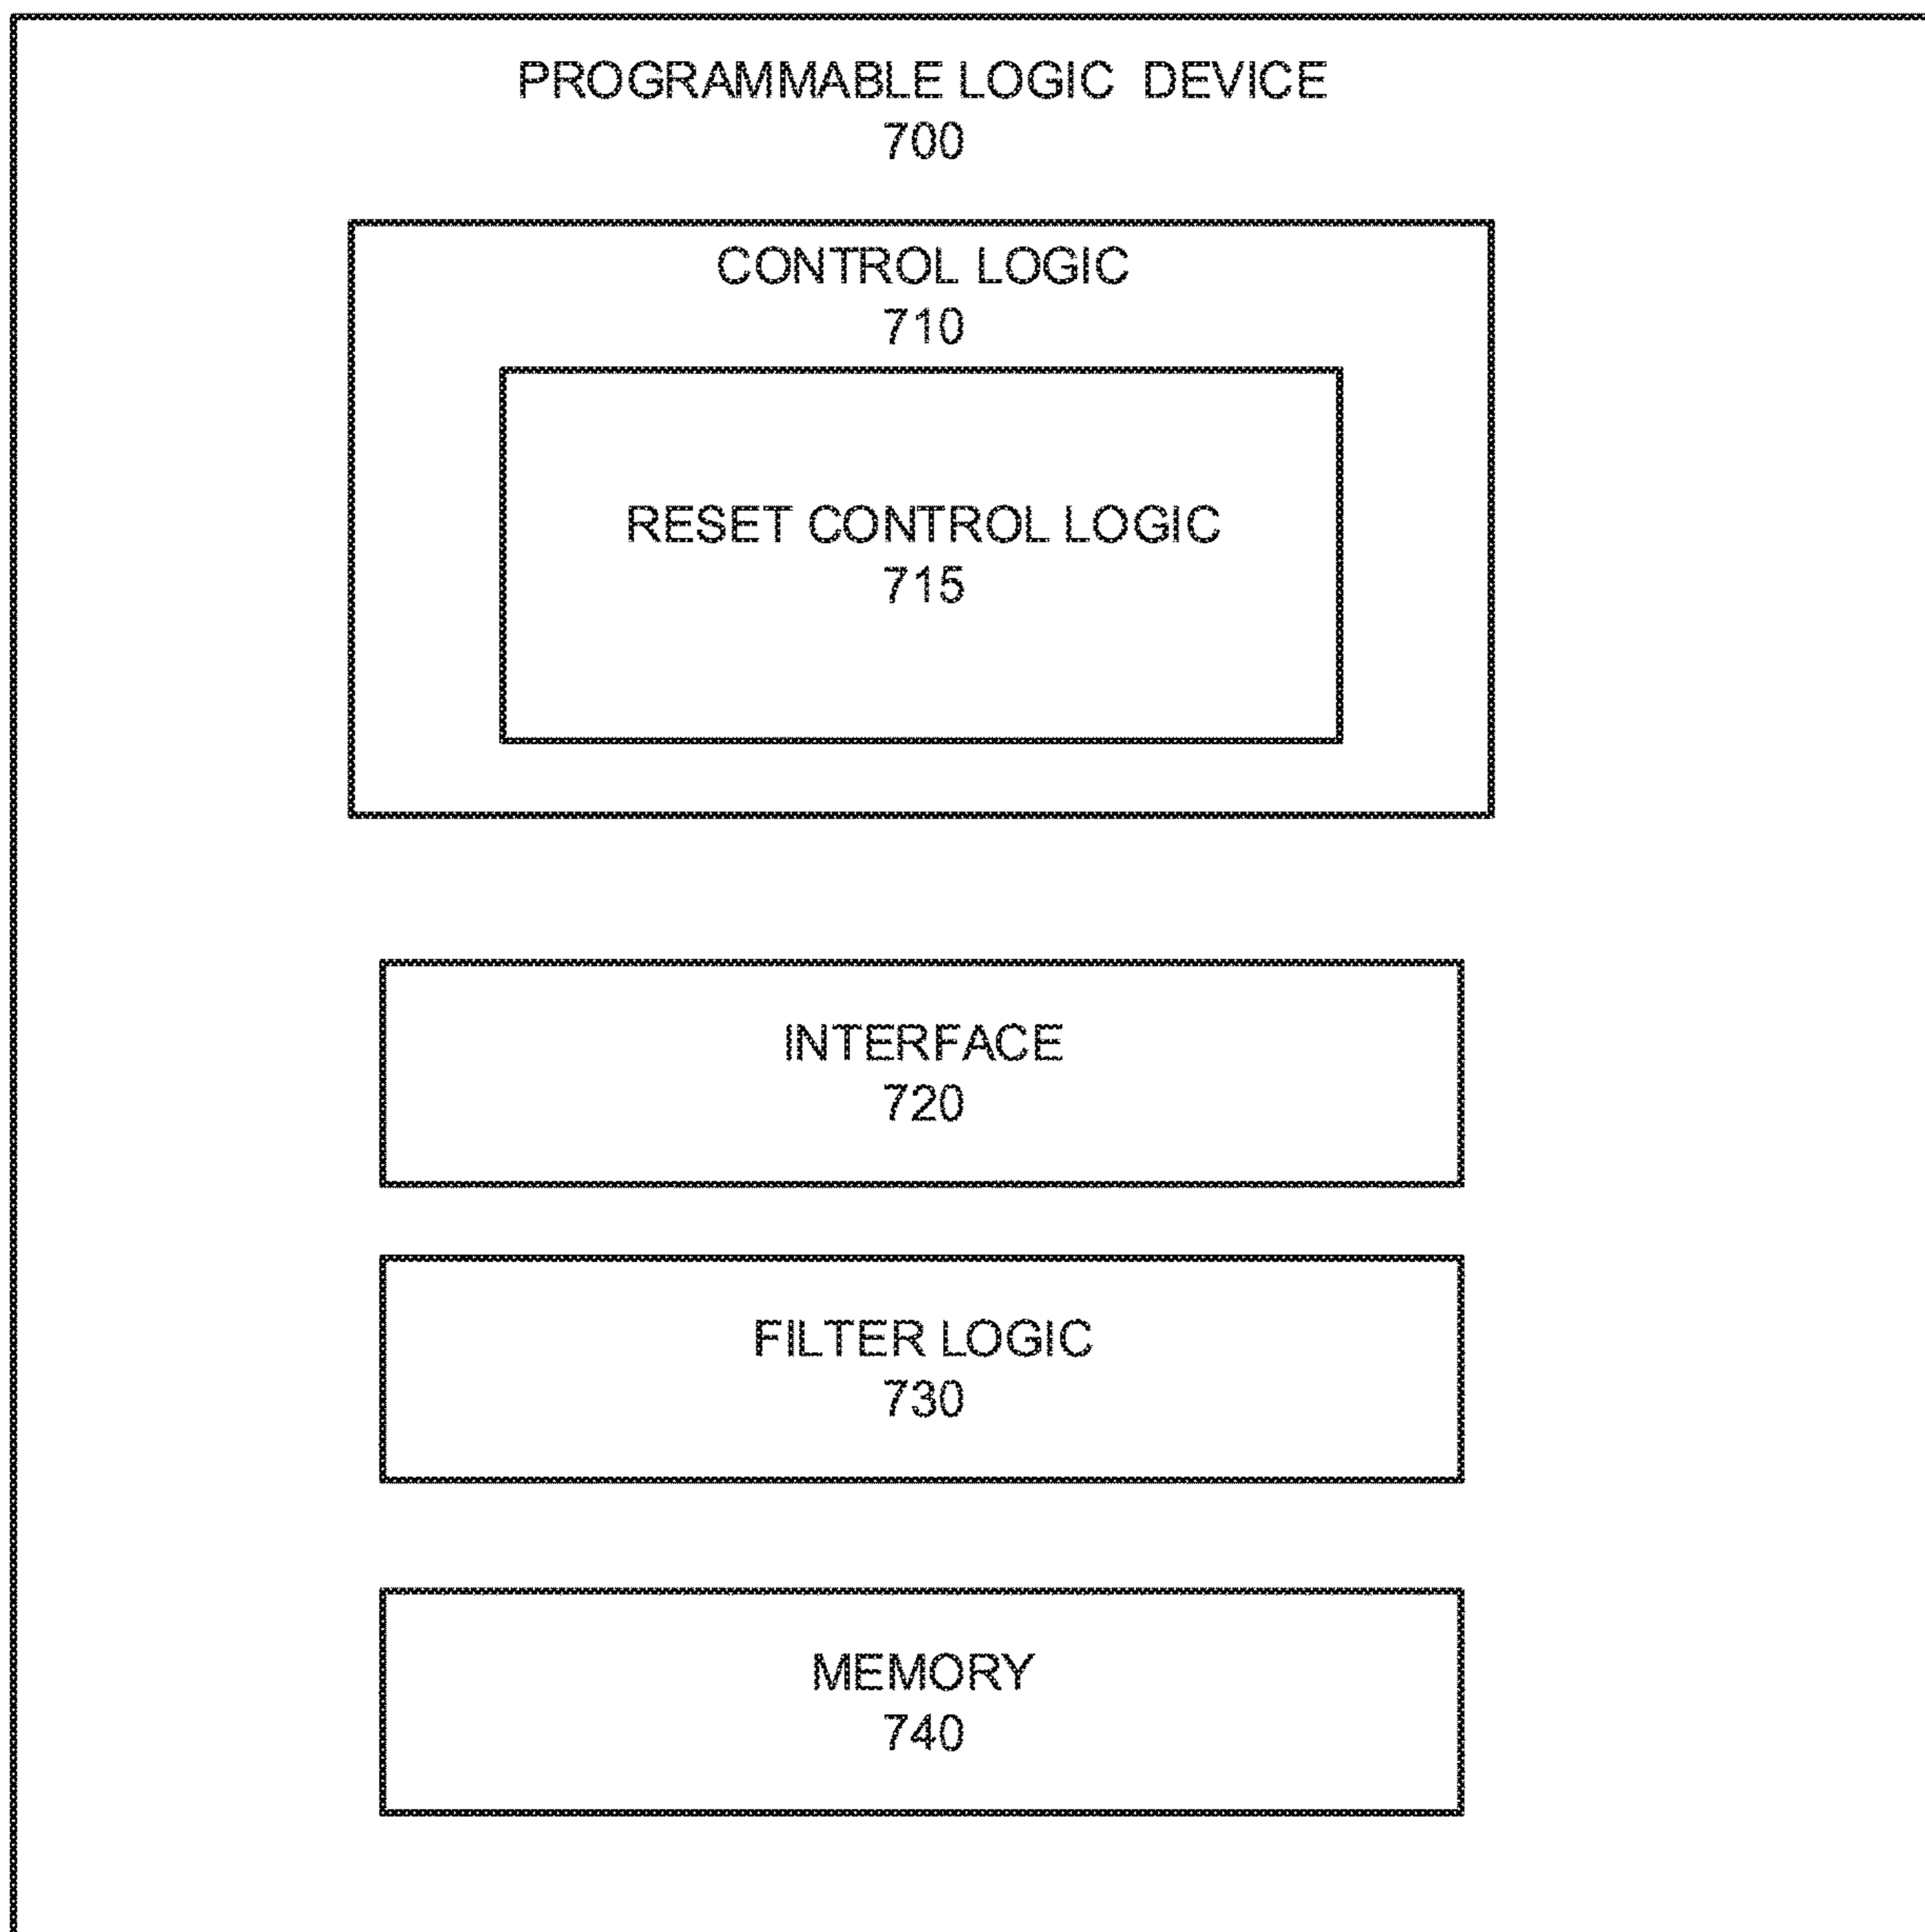 PROGRAMMABLE LOGIC DEVICE
700
CONTROL LOGIC
710
RESET CONTROL LOGIC
715
INTERFACE
720
FILTER LOGIC
730
MEMORY
740